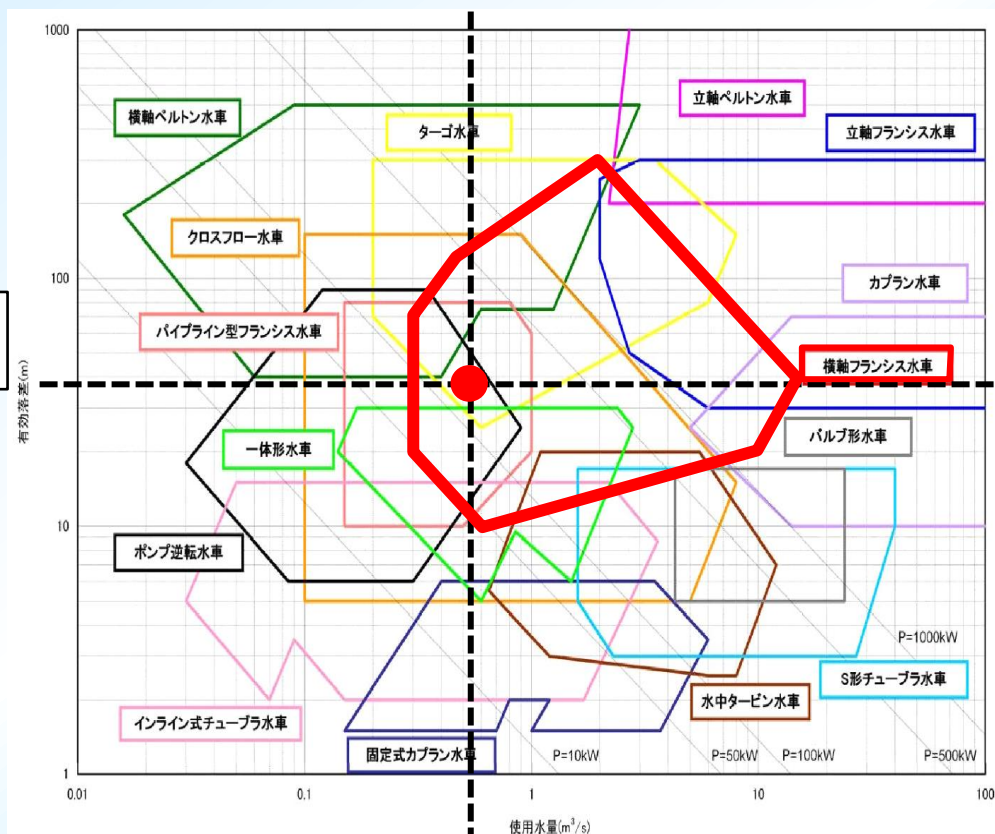 1000
横軸ペルトン水車
ターゴ水車
立軸ペルトン水車
立軸フランシス水車
クロスフロー水車
カプラン水車
100
パイプライン型フランシス水車
横軸フランシス水車
有効落差(m)
一体形水車
バルブ形水車
10
ポンプ逆転水車
P=1000kW
S形チューブラ水車
水中タービン水車
インライン式チューブラ水車
固定式カプラン水車
P=10kW
P=50kW
P=100kW
P=500kW
1
0.01
0.1
1
10
100
使用水量(m³/s)